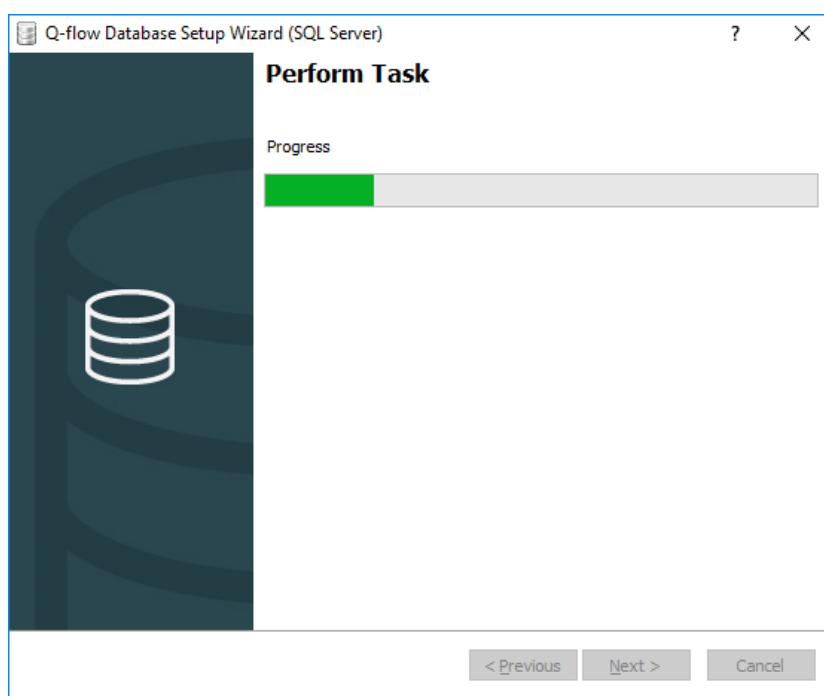 Q-flow Database Setup Wizard (SQL Server)
?
Perform Task
Progress
< Previous
Next >
Cancel